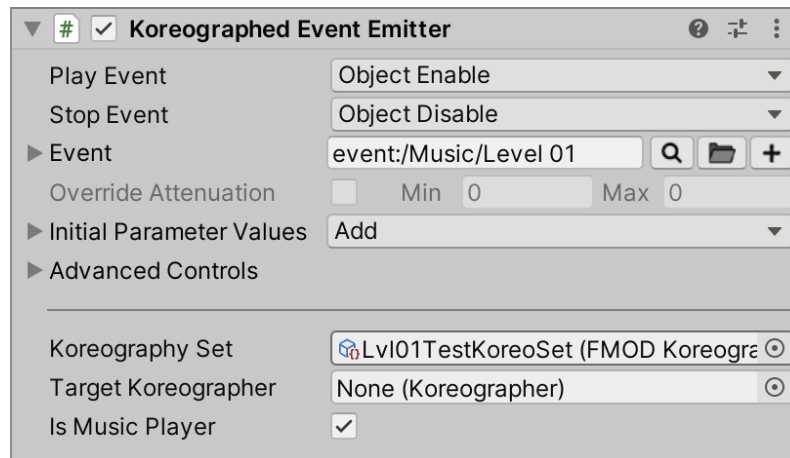 # Koreographed Event Emitter
Play Event Object Enable
Stop Event Object Disable
Event event:/Music/Level 01
Override Attenuation Min 0 Max 0
Initial Parameter Values Add
Advanced Controls
Koreography Set Lvl01TestKoreoSet (FMOD Koreogra
Target Koreographer None (Koreographer)
Is Music Player